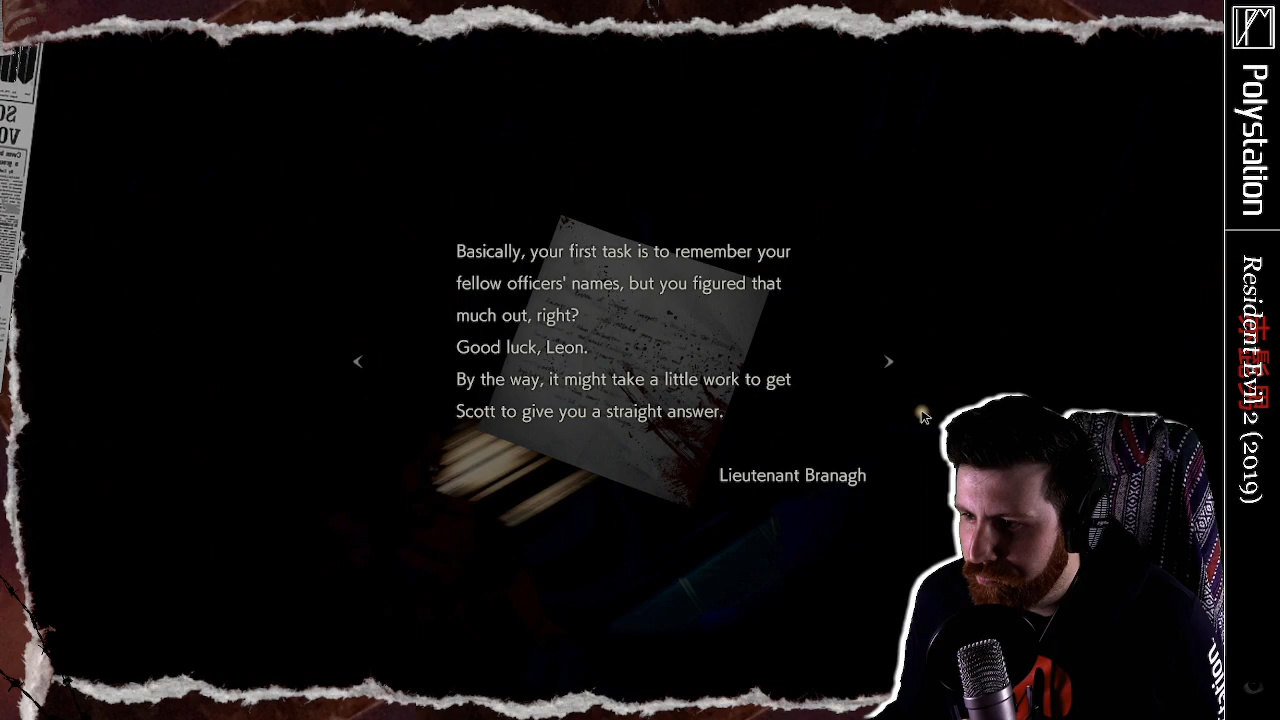 Basically, your first task is to remember your
fellow officers' names, but you figured that
much out, right?
Good luck, Leon.
By the way, it might take a little work to get
Scott to give you a straight answer.
Lieutenant Branagh
Polystation
Resident Evil 2 (2019)